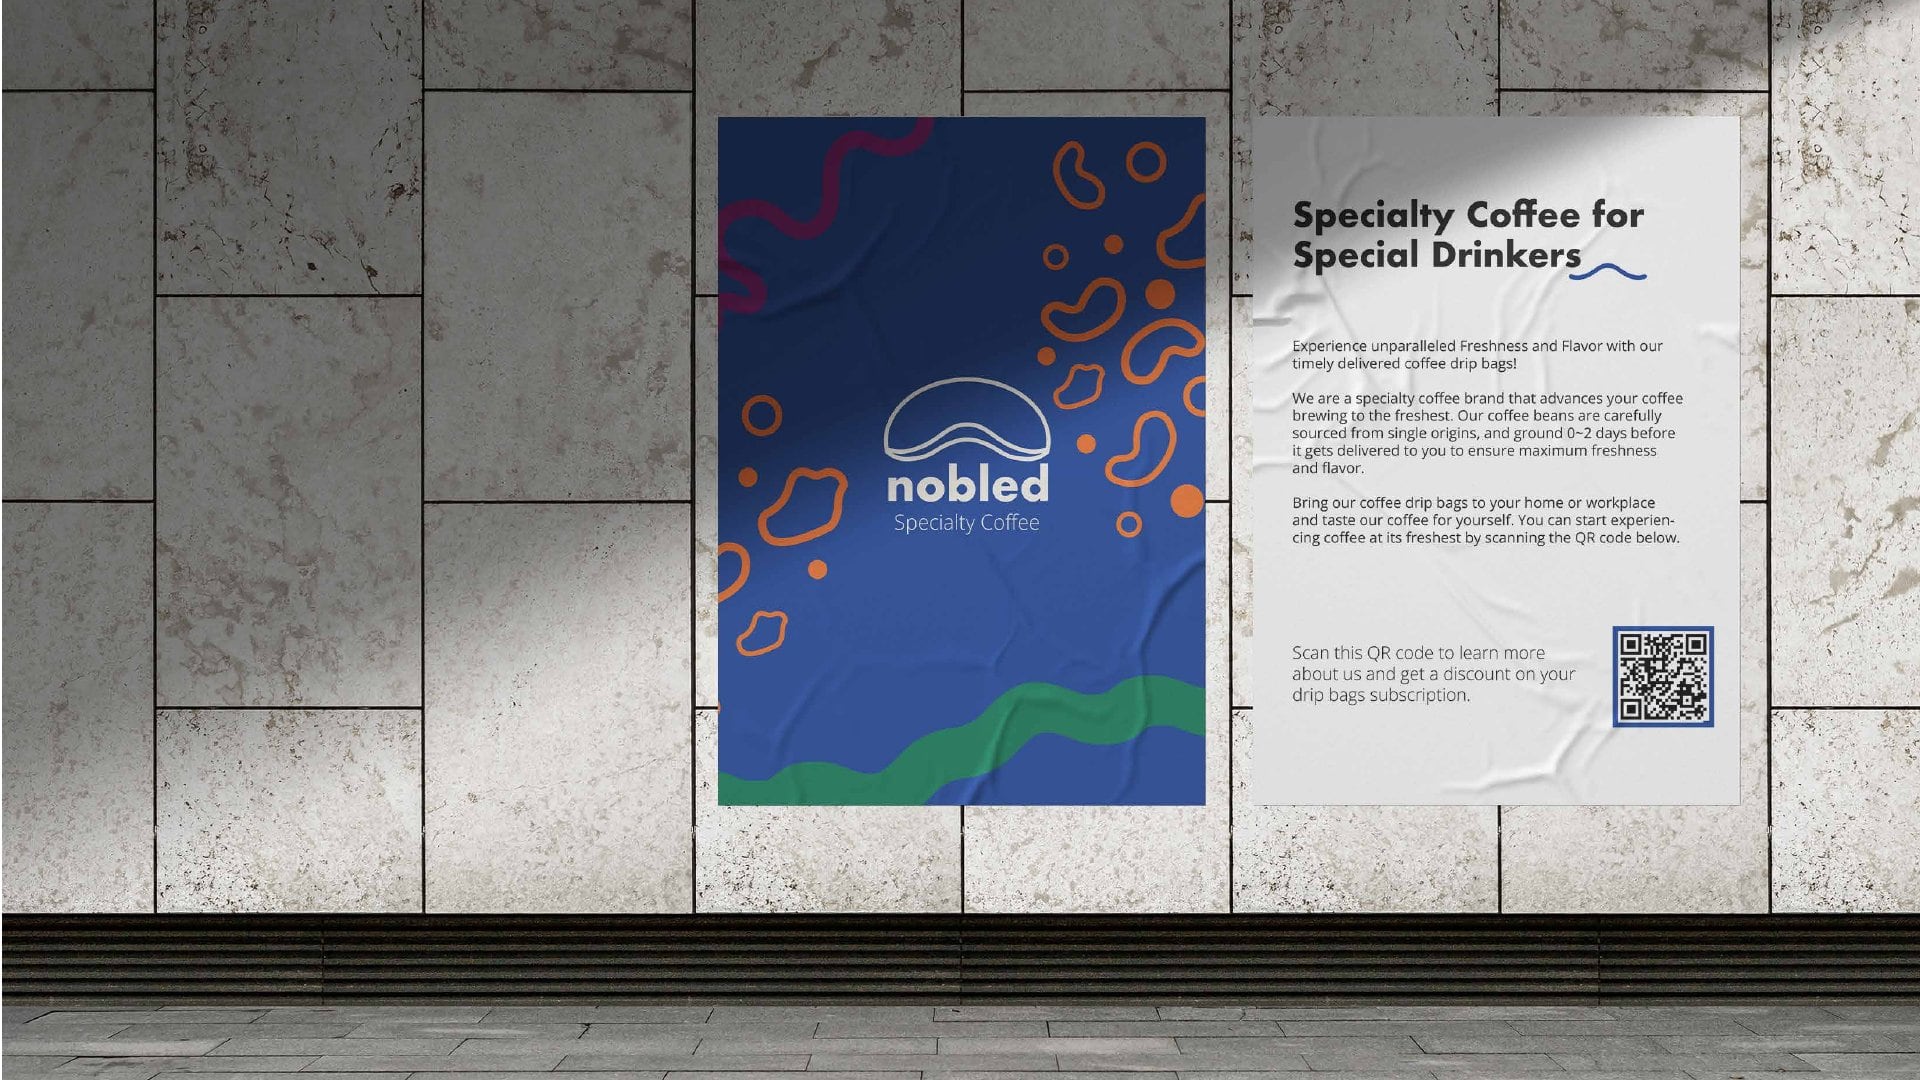 nobled
Specialty Coffee
Specialty Coffee for
Special Drinkers
Experience unparalleled Freshness and Flavor with our
timely delivered coffee drip bags!
We are a specialty coffee brand that advances your coffee
brewing to the freshest. Our coffee beans are carefully
sourced from single origins, and ground 0~2 days before
it gets delivered to you to ensure maximum freshness
and flavor.
Bring our coffee drip bags to your home or workplace
and taste our coffee for yourself. You can start experien-
cing coffee at its freshest by scanning the QR code below.
Scan this QR code to learn more
about us and get a discount on your
drip bags subscription.